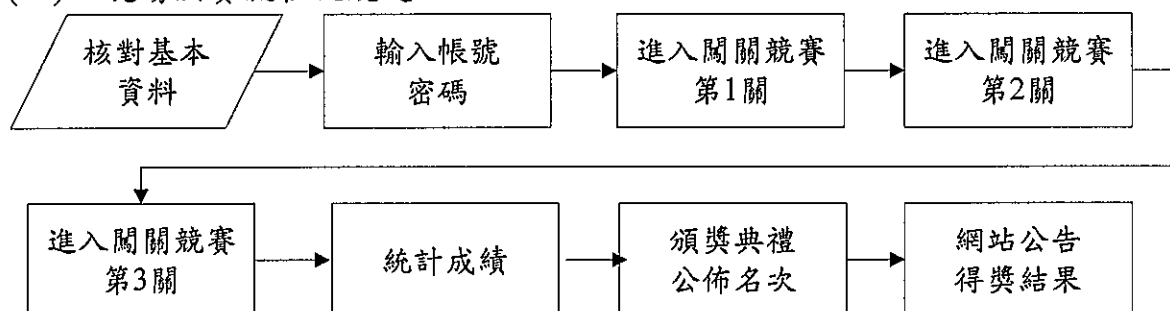 核對基本
資料
輸入帳號
密碼
進入闖關競賽
第1關
進入闖關競賽
第2關
進入闖關競賽
第3關
統計成績
頒獎典禮
公佈名次
網站公告
得獎結果